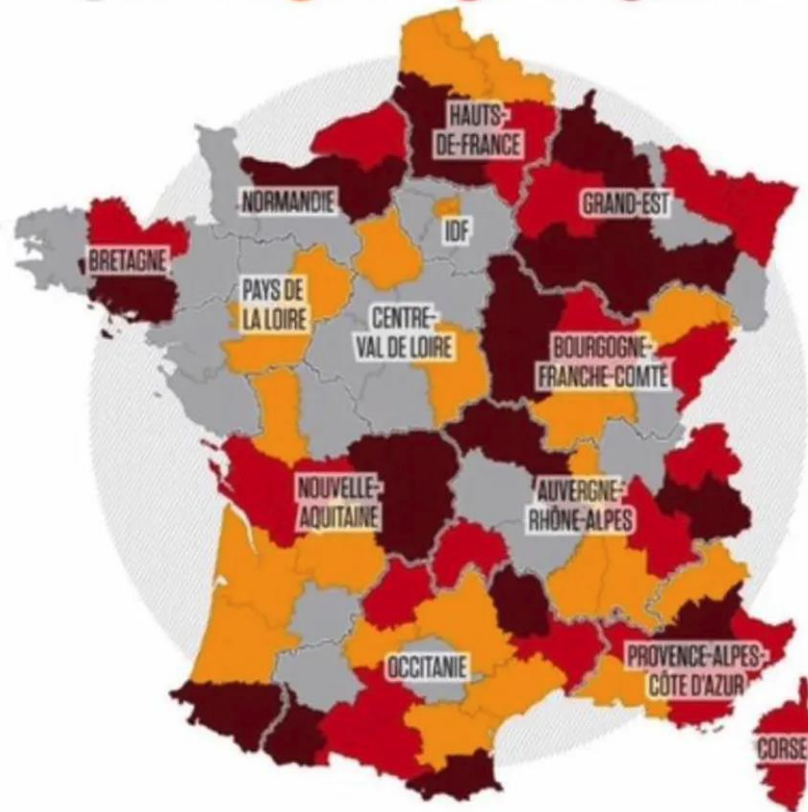 HAUTS-
DE-FRANCE
NORMANDIE
GRAND-EST
IDF
BRETAGNE
PAYS DE
LA LOIRE
CENTRE-
VAL DE LOIRE
BOURGOGNE-
FRANCHE-COMTÉ
NOUVELLE-
AQUITAINE
AUVERGNE-
RHÔNE-ALPES
OCCITANIE
PROVENCE-ALPES-
CÔTE D'AZUR
CORSE